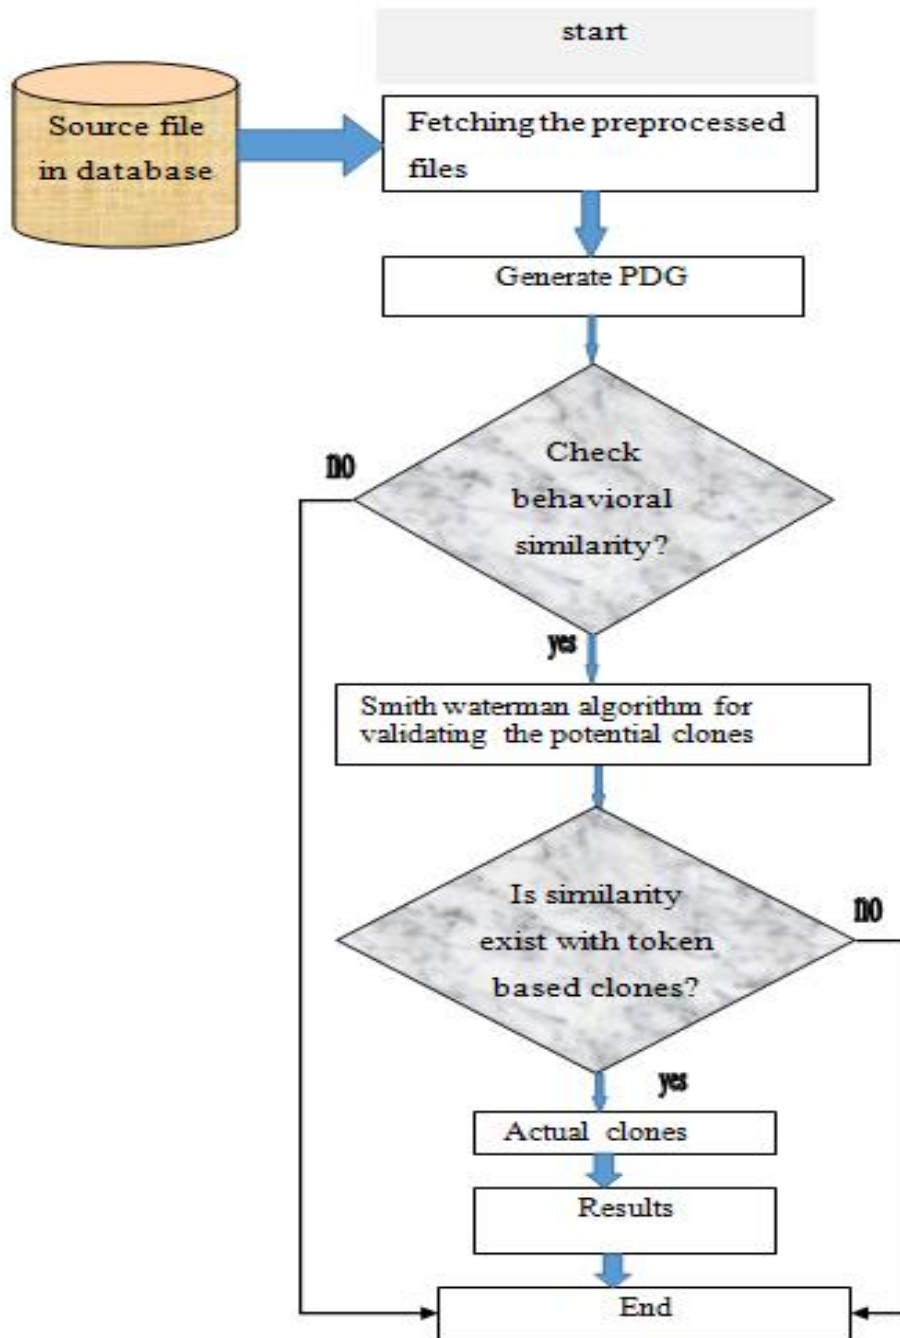 start
Source file
in database
Fetching the preprocessed
files
Generate PDG
Check
behavioral
similarity?
no
yes
Smith waterman algorithm for
validating the potential clones
Is similarity
exist with token
based clones?
no
yes
Actual clones
Results
End